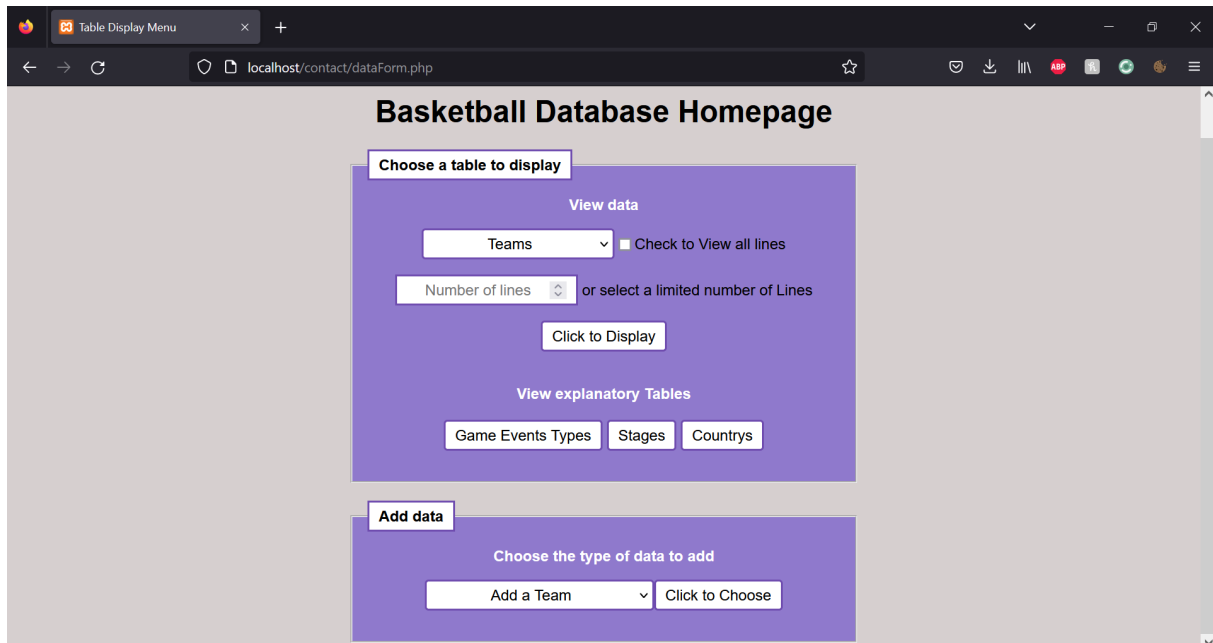 Table Display Menu
localhost/contact/dataForm.php
ABP
Basketball Database Homepage
Choose a table to display
View data
Teams Check to View all lines
Number of lines or select a limited number of Lines
Click to Display
View explanatory Tables
Game Events Types Stages Countrys
Add data
Choose the type of data to add
Add a Team Click to Choose